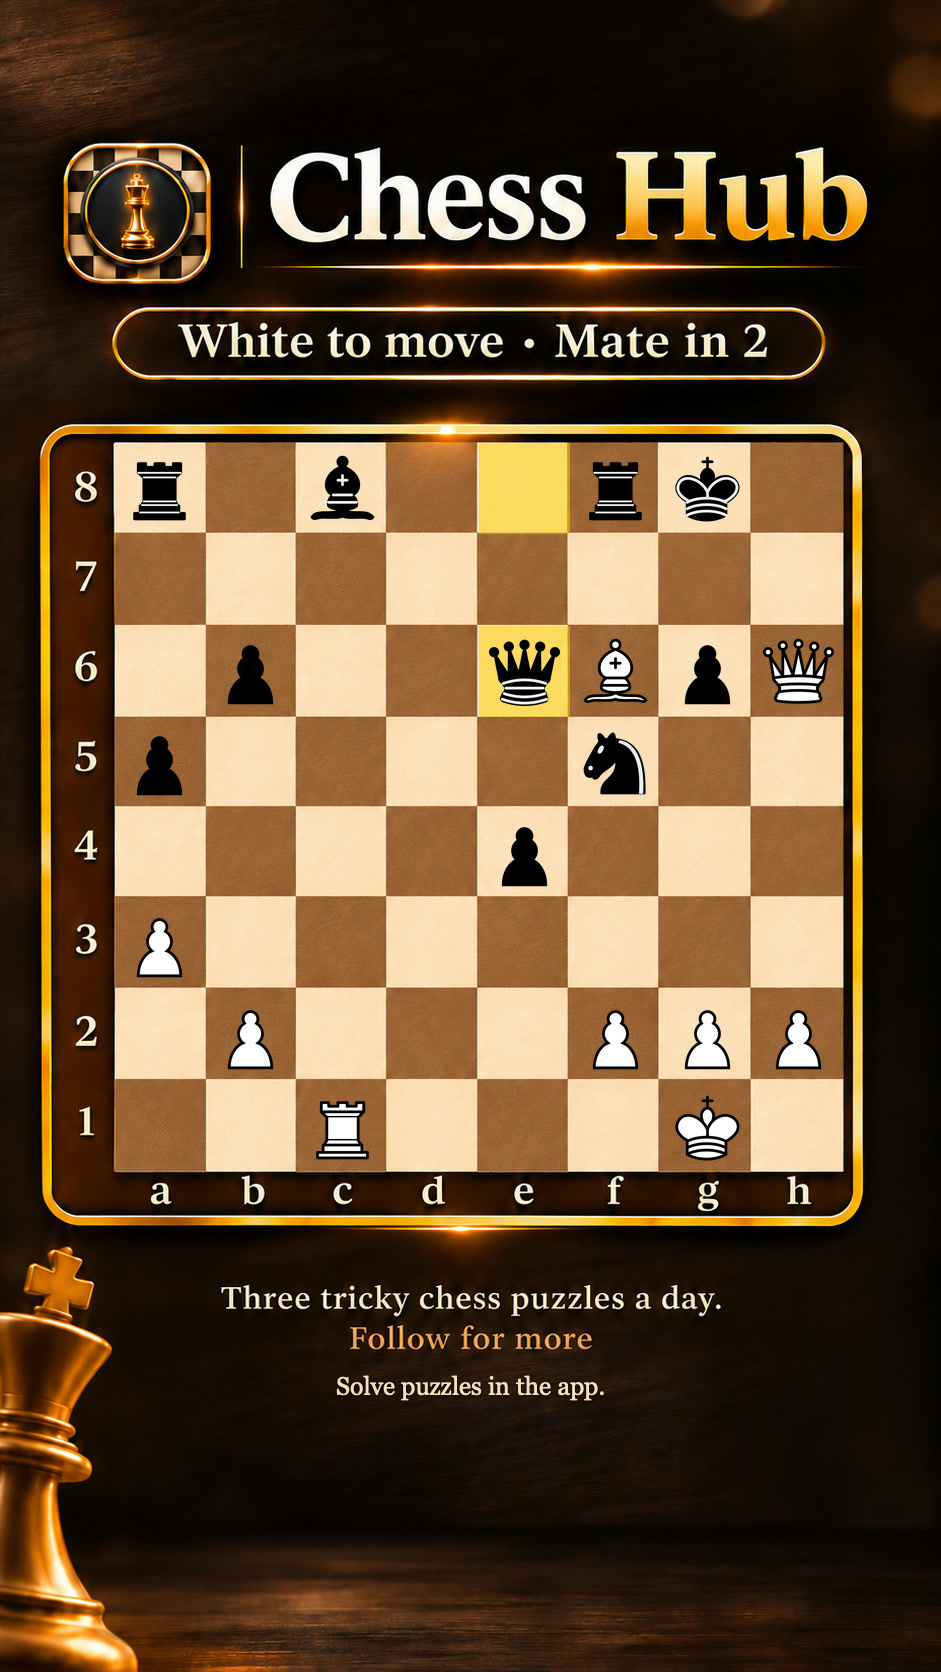 Chess Hub
White to move • Mate in 2
8
7
6
5
4
3
2
1
a b c d e f g h
Three tricky chess puzzles a day.
Follow for more
Solve puzzles in the app.